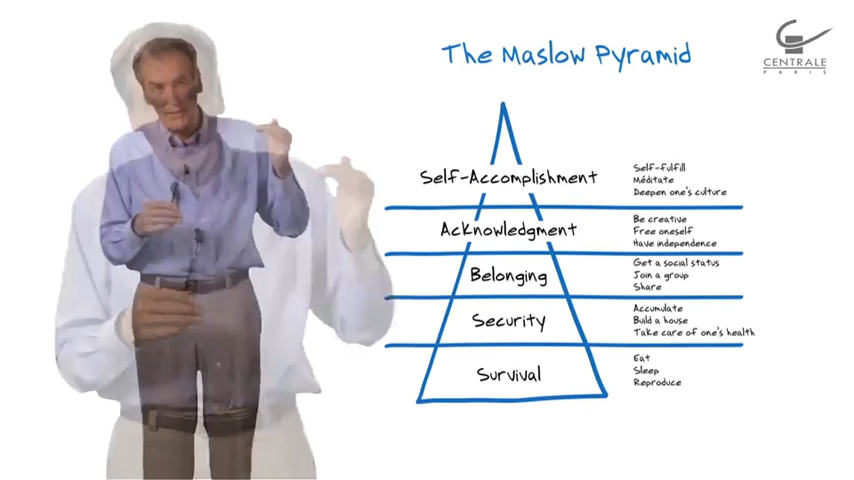 The Maslow Pyramid
CENTRALE
PARIS
Self-Accomplishment
Self-fulfill
Méditate
Deepen one's culture
Acknowledgment
Be creative
Free oneself
Have independence
Belonging
Get a social status
Join a group
Share
Security
Accumulate
Build a house
Take care of one's health
Survival
Eat
Sleep
Reproduce